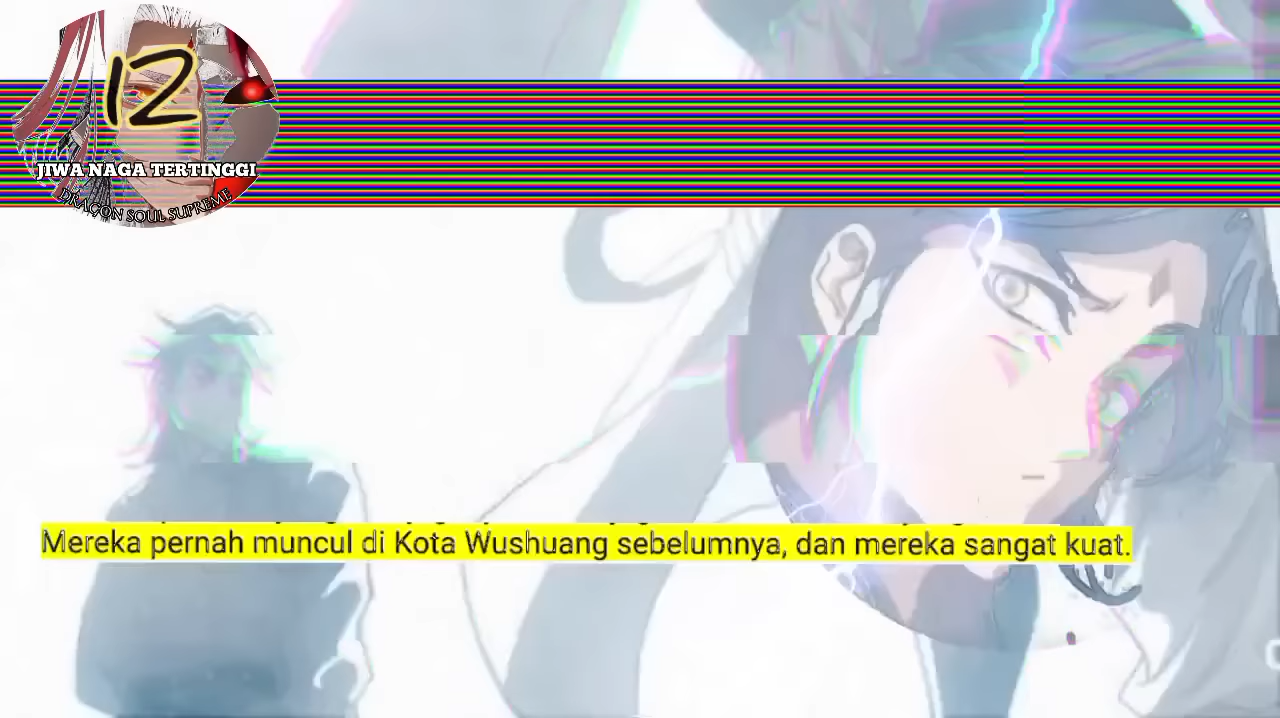 12
JIWA NAGA TERTINGGI
DRAGON SOUL SUPREME
Mereka pernah muncul di Kota Wushuang sebelumnya, dan mereka sangat kuat.